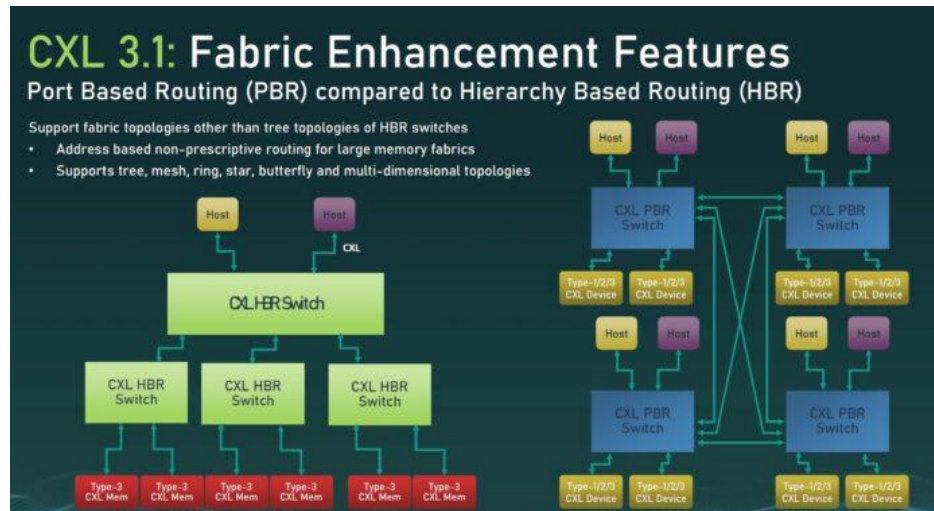 CXL 3.1: Fabric Enhancement Features
Port Based Routing (PBR) compared to Hierarchy Based Routing (HBR)
Support fabric topologies other than tree topologies of HBR switches
• Address based non-prescriptive routing for large memory fabrics
• Supports tree, mesh, ring, star, butterfly and multi-dimensional topologies
Host
Host
CXL
CXL HBR Switch
CXL HBR
Switch
CXL HBR
Switch
CXL HBR
Switch
Type-3
CXL Mem
Type-3
CXL Mem
Type-3
CXL Mem
Type-3
CXL Mem
Type-3
CXL Mem
Type-3
CXL Mem
Host
Host
Host
Host
CXL PBR
Switch
CXL PBR
Switch
Type-1/2/3
CXL Device
Type-1/2/3
CXL Device
Type-1/2/3
CXL Device
Type-1/2/3
CXL Device
Host
Host
Host
Host
CXL PBR
Switch
CXL PBR
Switch
Type-1/2/3
CXL Device
Type-1/2/3
CXL Device
Type-1/2/3
CXL Device
Type-1/2/3
CXL Device